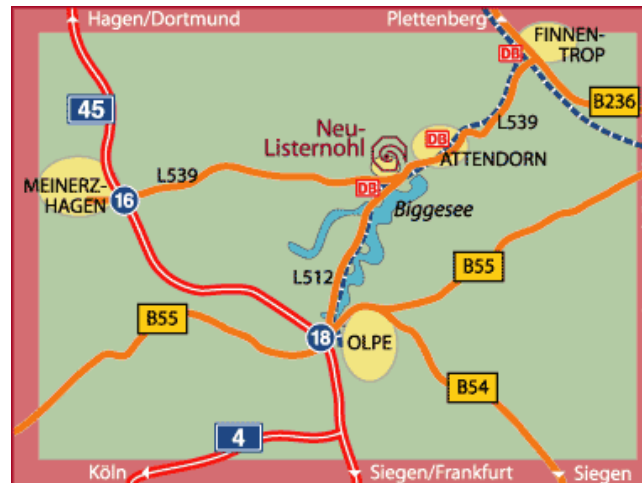 Hagen/Dortmund
Plettenberg
FINNEN-
TROP
DB
B236
45
Neu-
Listernohl
DB
L539
ATTENDORN
MEINERZ-
HAGEN
16
L539
DB
Biggesee
L512
B55
B55
18
OLPE
B54
4
Köln
Siegen/Frankfurt
Siegen